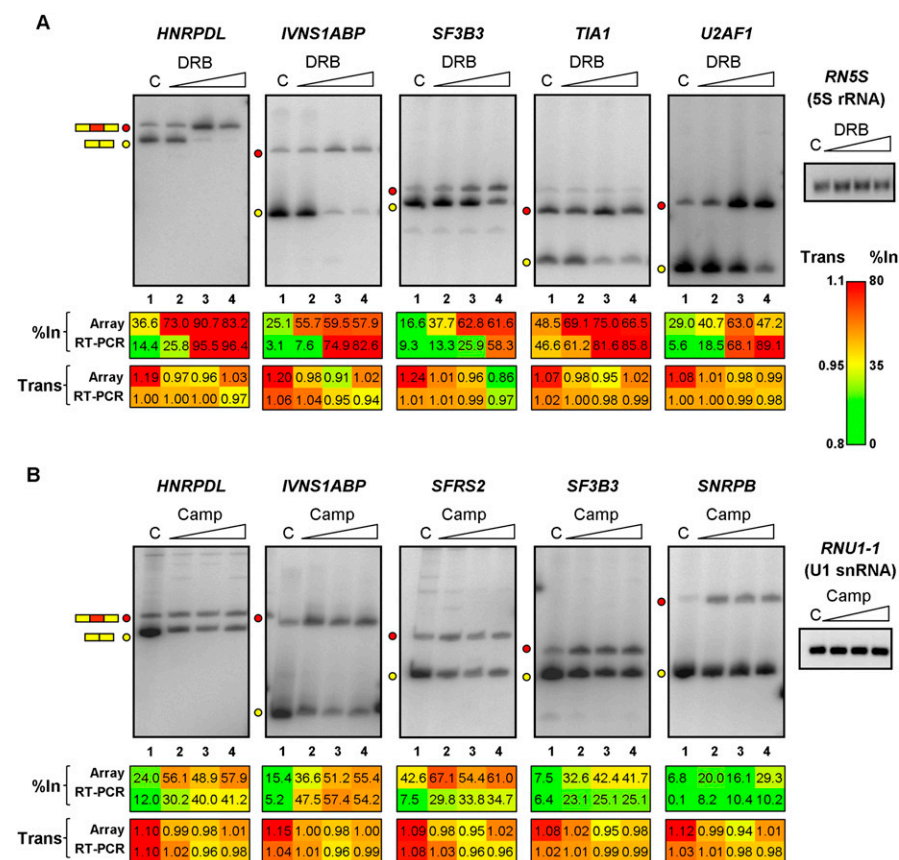 A
HNRPDL IVNS1ABP SF3B3 TIA1 U2AF1
DRB DRB DRB DRB DRB
C C C C C
RN5S
(5S rRNA)
DRB
C
1 2 3 4 1 2 3 4 1 2 3 4 1 2 3 4 1 2 3 4
%In Array 36.6 73.0 90.7 83.2 25.1 55.7 59.5 57.9 16.6 37.7 62.8 61.6 48.5 69.1 75.0 66.5 29.0 40.7 63.0 47.2
RT-PCR 14.4 25.8 95.5 96.4 3.1 7.6 74.9 82.6 9.3 13.3 25.9 58.3 46.6 61.2 81.6 85.8 5.6 18.5 68.1 89.1
Trans Array 1.19 0.97 0.96 1.03 1.20 0.98 0.91 1.02 1.24 1.01 0.96 0.86 1.07 0.98 0.95 1.02 1.08 1.01 0.98 0.99
RT-PCR 1.00 1.00 1.00 0.97 1.06 1.04 0.95 0.94 1.01 1.01 0.99 0.97 1.02 1.00 0.98 0.99 1.00 1.00 0.99 0.98
Trans %In
1.1 80
0.95 35
0.8 0
B
HNRPDL IVNS1ABP SFRS2 SF3B3 SNRPB
Camp Camp Camp Camp Camp
C C C C C
RNU1-1
(U1 snRNA)
Camp
C
1 2 3 4 1 2 3 4 1 2 3 4 1 2 3 4 1 2 3 4
%In Array 24.0 56.1 48.9 57.9 15.4 36.6 51.2 55.4 42.6 67.1 54.4 61.0 7.5 32.6 42.4 41.7 6.8 20.0 16.1 29.3
RT-PCR 12.0 30.2 40.0 41.2 5.2 47.5 57.4 54.2 7.5 29.8 33.8 34.7 6.4 23.1 25.1 25.1 0.1 8.2 10.4 10.2
Trans Array 1.10 0.99 0.98 1.01 1.15 1.00 0.98 1.00 1.09 0.98 0.95 1.02 1.08 1.02 0.95 0.98 1.12 0.99 0.94 1.01
RT-PCR 1.10 1.02 0.96 0.98 1.04 1.01 0.96 0.99 1.08 1.03 0.96 0.96 1.02 1.01 0.99 0.99 1.03 1.01 0.98 0.98